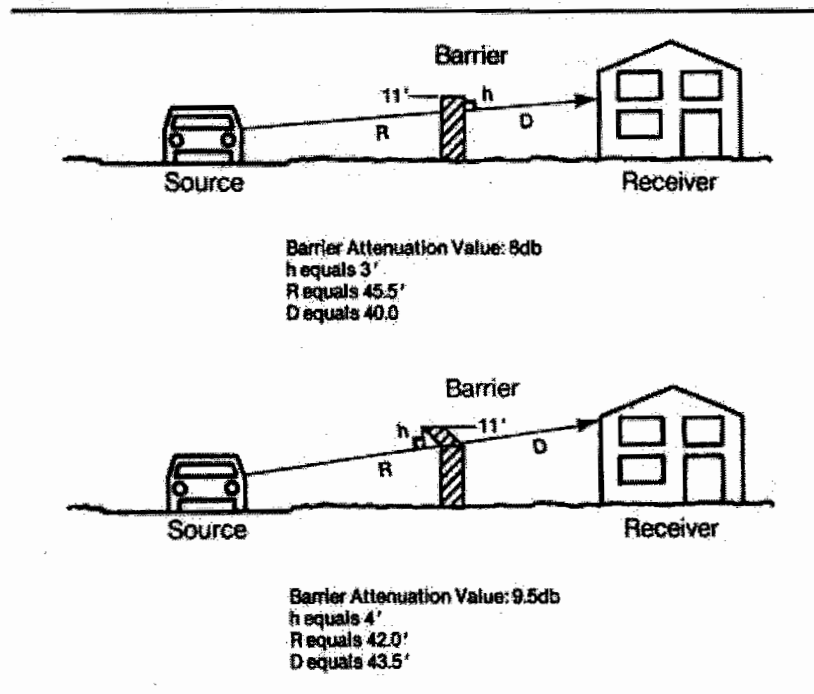 Barrier
11'
h
R
D
Source
Receiver
Barrier Attenuation Value: 8db
h equals 3'
R equals 45.5'
D equals 40.0
Barrier
h
11'
R
D
Source
Receiver
Barrier Attenuation Value: 9.5db
h equals 4'
R equals 42.0'
D equals 43.5'